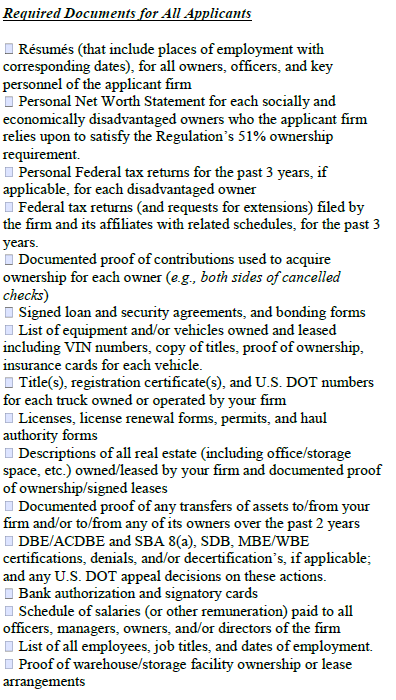 Required Documents for All Applicants
☐ Résumés (that include places of employment with
corresponding dates), for all owners, officers, and key
personnel of the applicant firm
☐ Personal Net Worth Statement for each socially and
economically disadvantaged owners who the applicant firm
relies upon to satisfy the Regulation's 51% ownership
requirement.
☐ Personal Federal tax returns for the past 3 years, if
applicable, for each disadvantaged owner
☐ Federal tax returns (and requests for extensions) filed by
the firm and its affiliates with related schedules, for the past 3
years.
☐ Documented proof of contributions used to acquire
ownership for each owner (e.g., both sides of cancelled
checks)
☐ Signed loan and security agreements, and bonding forms
☐ List of equipment and/or vehicles owned and leased
including VIN numbers, copy of titles, proof of ownership,
insurance cards for each vehicle.
☐ Title(s), registration certificate(s), and U.S. DOT numbers
for each truck owned or operated by your firm
☐ Licenses, license renewal forms, permits, and haul
authority forms
☐ Descriptions of all real estate (including office/storage
space, etc.) owned/leased by your firm and documented proof
of ownership/signed leases
☐ Documented proof of any transfers of assets to/from your
firm and/or to/from any of its owners over the past 2 years
☐ DBE/ACDBE and SBA 8(a), SDB, MBE/WBE
certifications, denials, and/or decertification's, if applicable;
and any U.S. DOT appeal decisions on these actions.
☐ Bank authorization and signatory cards
☐ Schedule of salaries (or other remuneration) paid to all
officers, managers, owners, and/or directors of the firm
☐ List of all employees, job titles, and dates of employment.
☐ Proof of warehouse/storage facility ownership or lease
arrangements